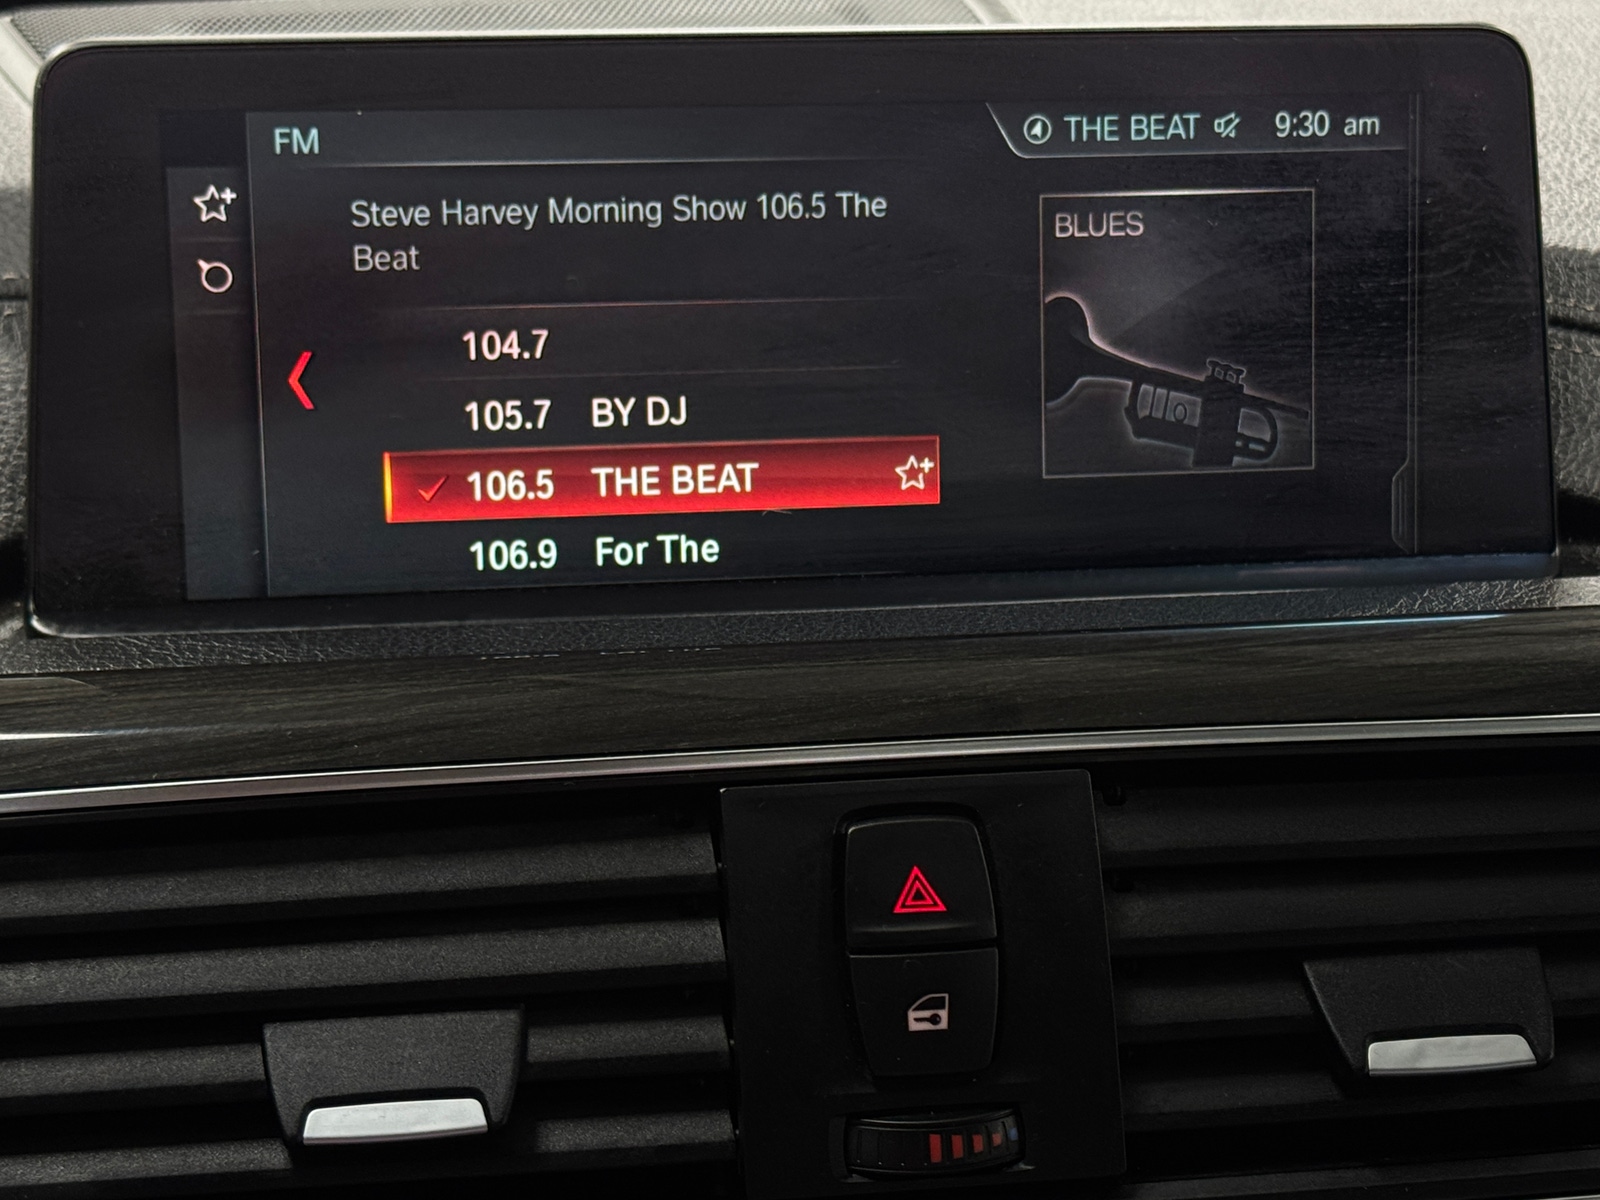 FM
THE BEAT 9:30 am
Steve Harvey Morning Show 106.5 The
Beat
BLUES
104.7
105.7 BY DJ
106.5 THE BEAT
106.9 For The